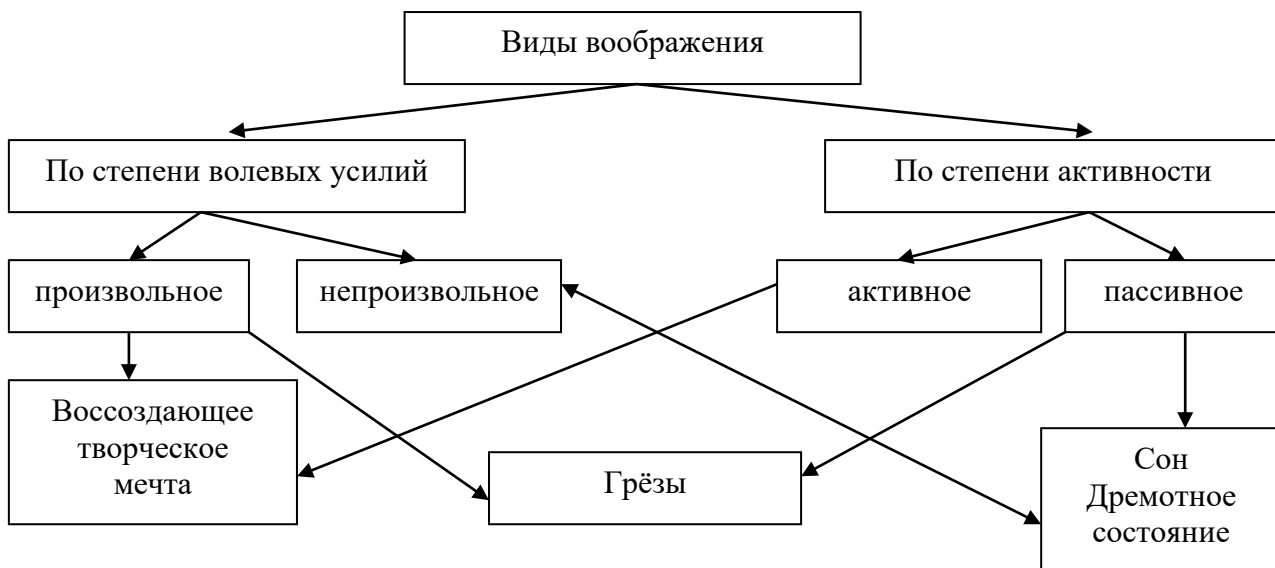 Виды воображения
По степени волевых усилий
По степени активности
произвольное
непроизвольное
активное
пассивное
Воссоздающее
творческое
мечта
Грёзы
Сон
Дремотное
состояние